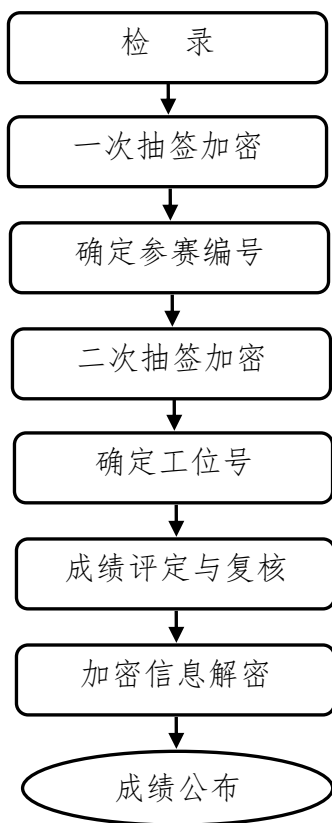 检 录
一次抽签加密
确定参赛编号
二次抽签加密
确定工位号
成绩评定与复核
加密信息解密
成绩公布